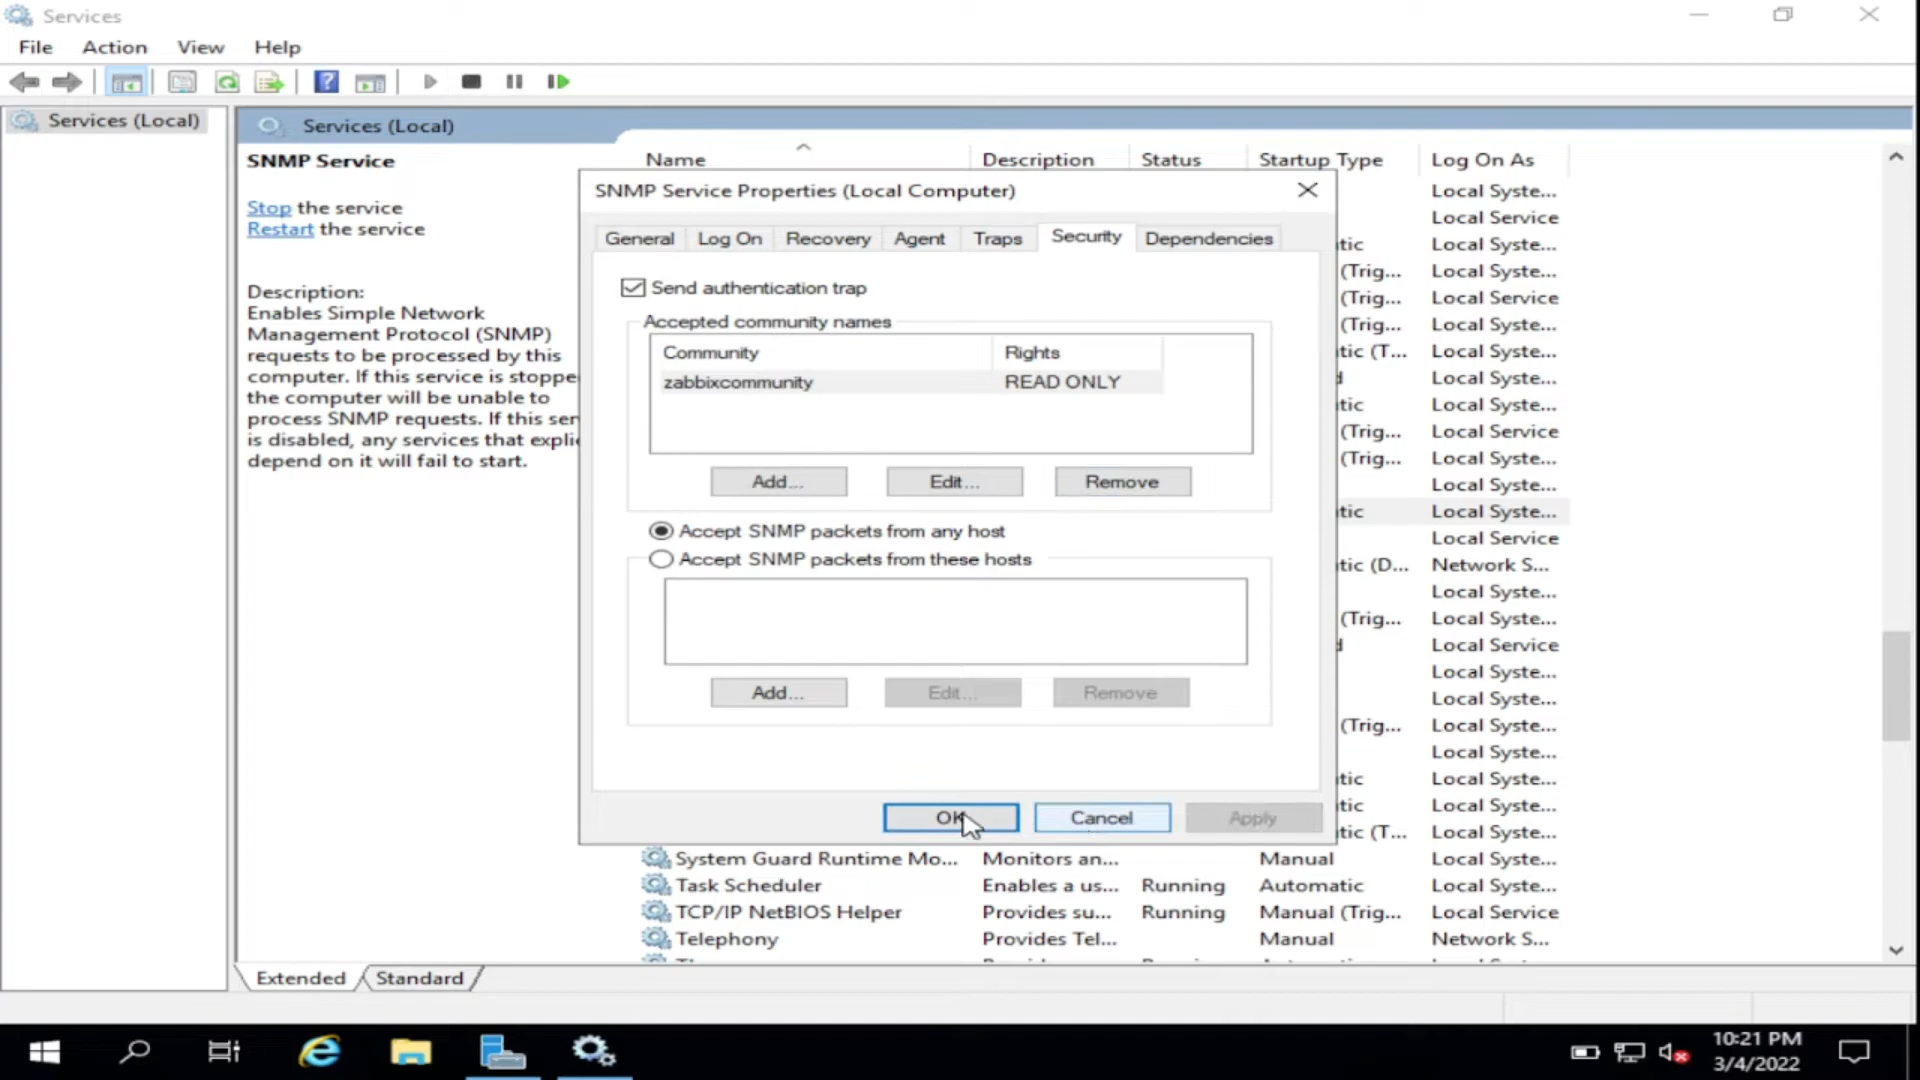 Services
File Action View Help
Services (Local)
Services (Local)
SNMP Service
Stop the service
Restart the service
Description:
Enables Simple Network
Management Protocol (SNMP)
requests to be processed by this
computer. If this service is stoppe
the computer will be unable to
process SNMP requests. If this ser
is disabled, any services that explic
depend on it will fail to start.
Name Description Status Startup Type Log On As
SNMP Service Properties (Local Computer)
General Log On Recovery Agent Traps Security Dependencies
Send authentication trap
Accepted community names
Community Rights
zabbixcommunity READ ONLY
Add... Edit... Remove
Accept SNMP packets from any host
Accept SNMP packets from these hosts
Add... Edit... Remove
OK Cancel Apply
Local Syste...
Local Service
tic Local Syste...
(Trig... Local Syste...
(Trig... Local Service
(Trig... Local Syste...
tic (T... Local Syste...
d Local Syste...
tic Local Syste...
(Trig... Local Service
(Trig... Local Syste...
Local Syste...
tic Local Syste...
Local Service
tic (D... Network S...
Local Syste...
(Trig... Local Syste...
d Local Service
Local Syste...
Local Syste...
(Trig... Local Syste...
Local Syste...
tic Local Syste...
tic Local Syste...
tic (T... Local Syste...
System Guard Runtime Mo... Monitors an... Manual Local Syste...
Task Scheduler Enables a us... Running Automatic Local Syste...
TCP/IP NetBIOS Helper Provides su... Running Manual (Trig... Local Service
Telephony Provides Tel... Manual Network S...
Extended Standard
10:21 PM
3/4/2022